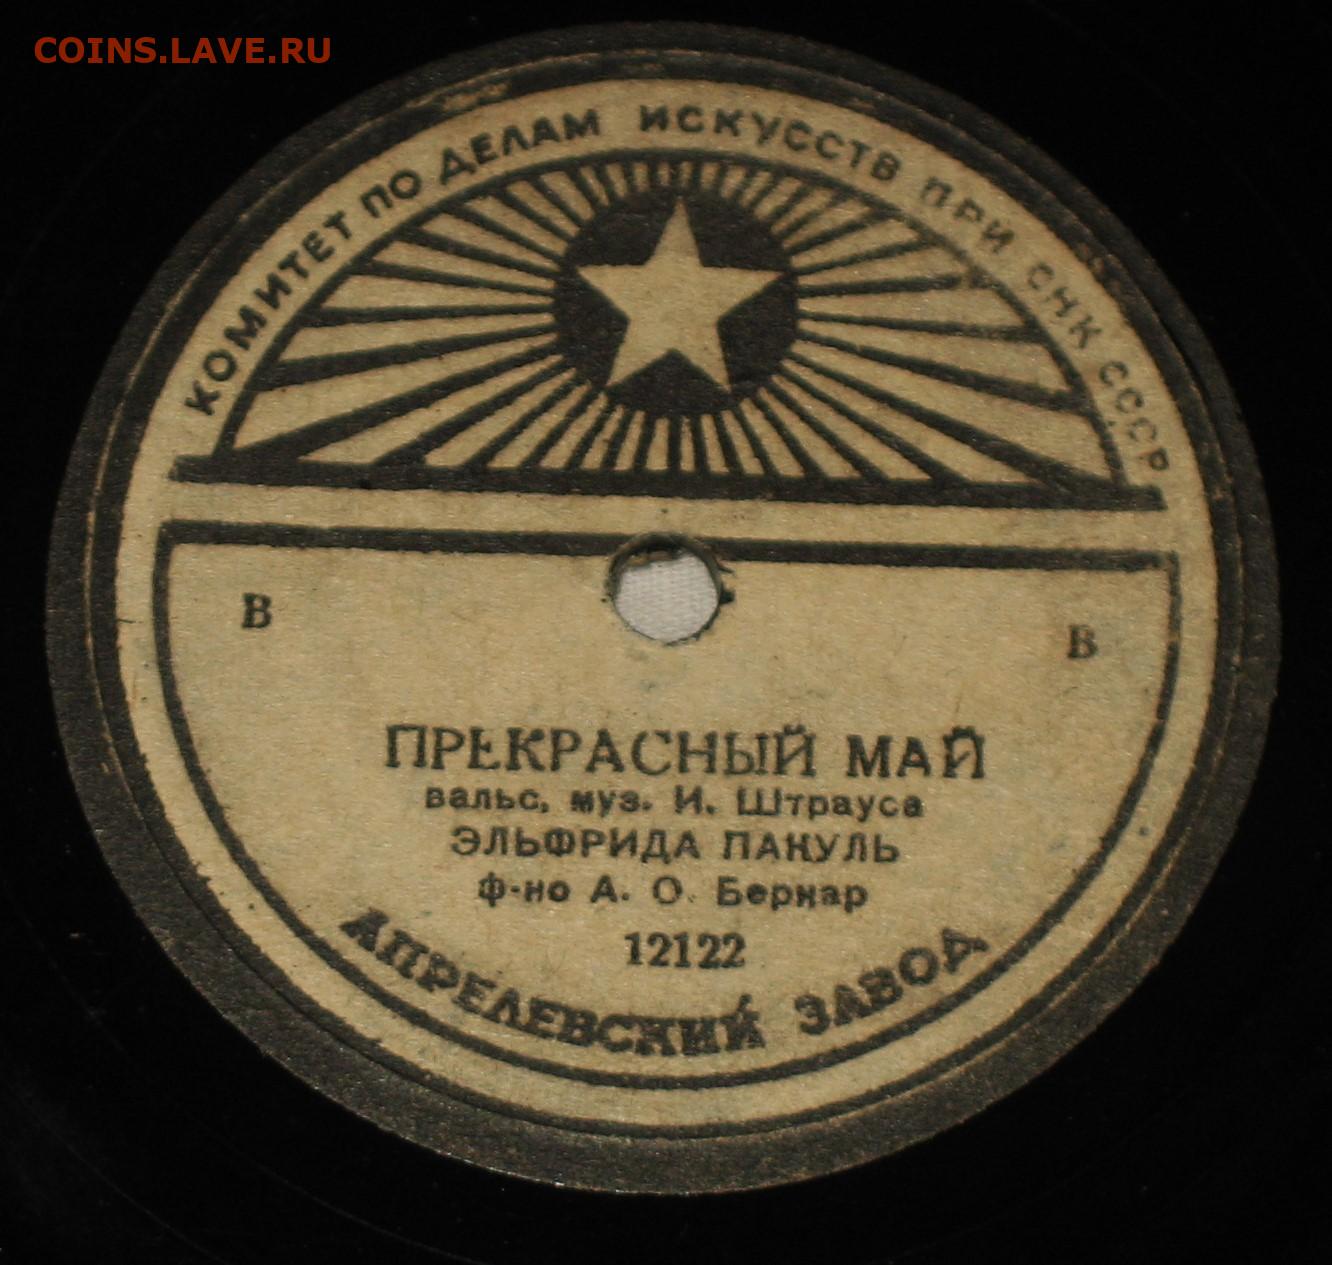 COINS.LAVE.RU
КОМИТЕТ ПО ДЕЛАМ ИСКУССТВ ПРИ СНК СССР
В В
ПРЕКРАСНЫЙ МАЙ
вальс, муз. И. Штрауса
ЭЛЬФРИДА ПАКУЛЬ
ф-но А. О. Бернар
12122
АПРЕЛЕВСКИЙ ЗАВОД